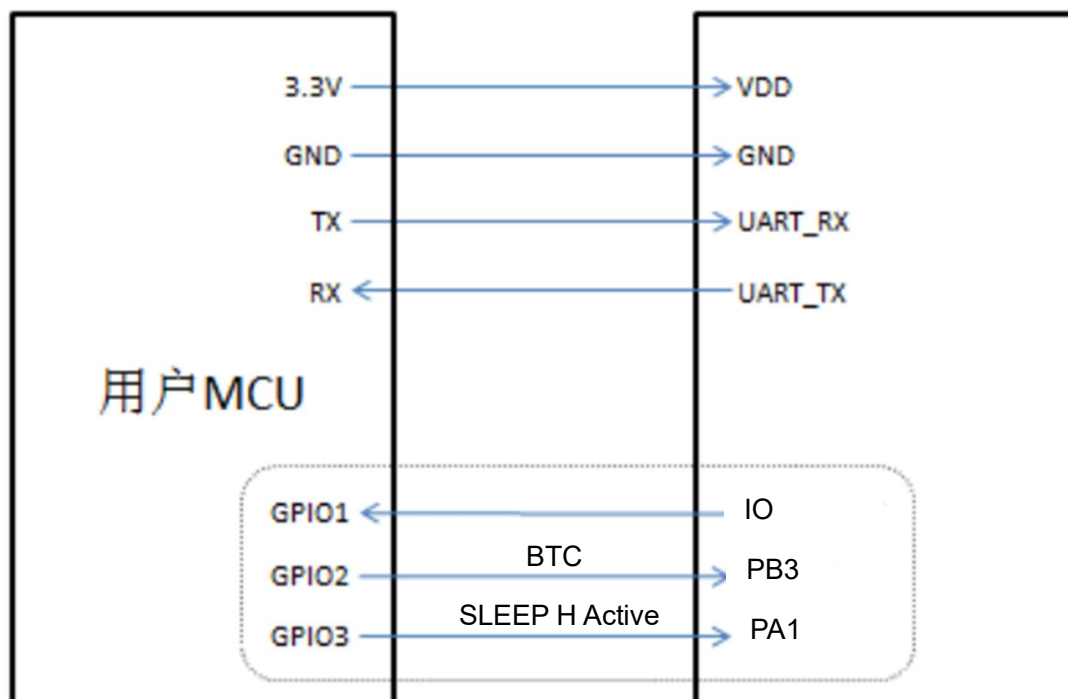 3.3V VDD
GND GND
TX UART_RX
RX UART_TX
用户MCU
GPIO1 IO
BTC
GPIO2 PB3
SLEEP H Active
GPIO3 PA1